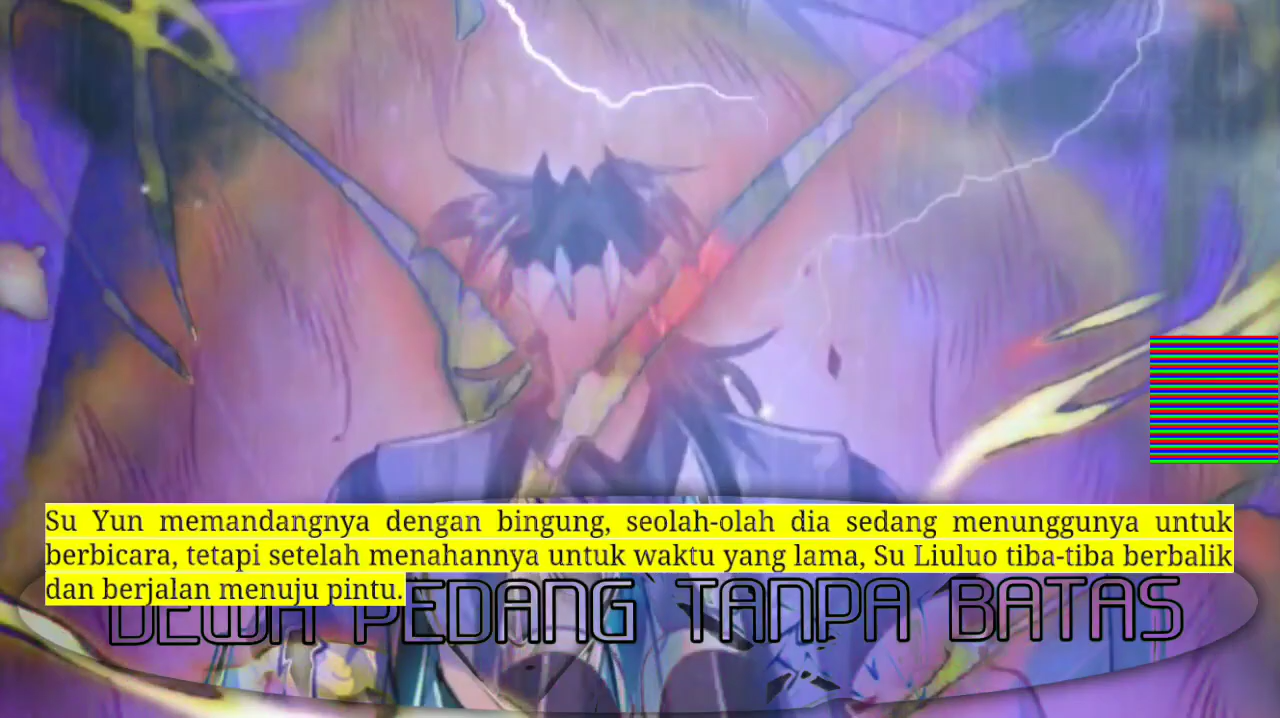 Su Yun memandangnya dengan bingung, seolah-olah dia sedang menunggunya untuk
berbicara, tetapi setelah menahannya untuk waktu yang lama, Su Liuluo tiba-tiba berbalik
dan berjalan menuju pintu.
DEWA PEDANG TANPA BATAS